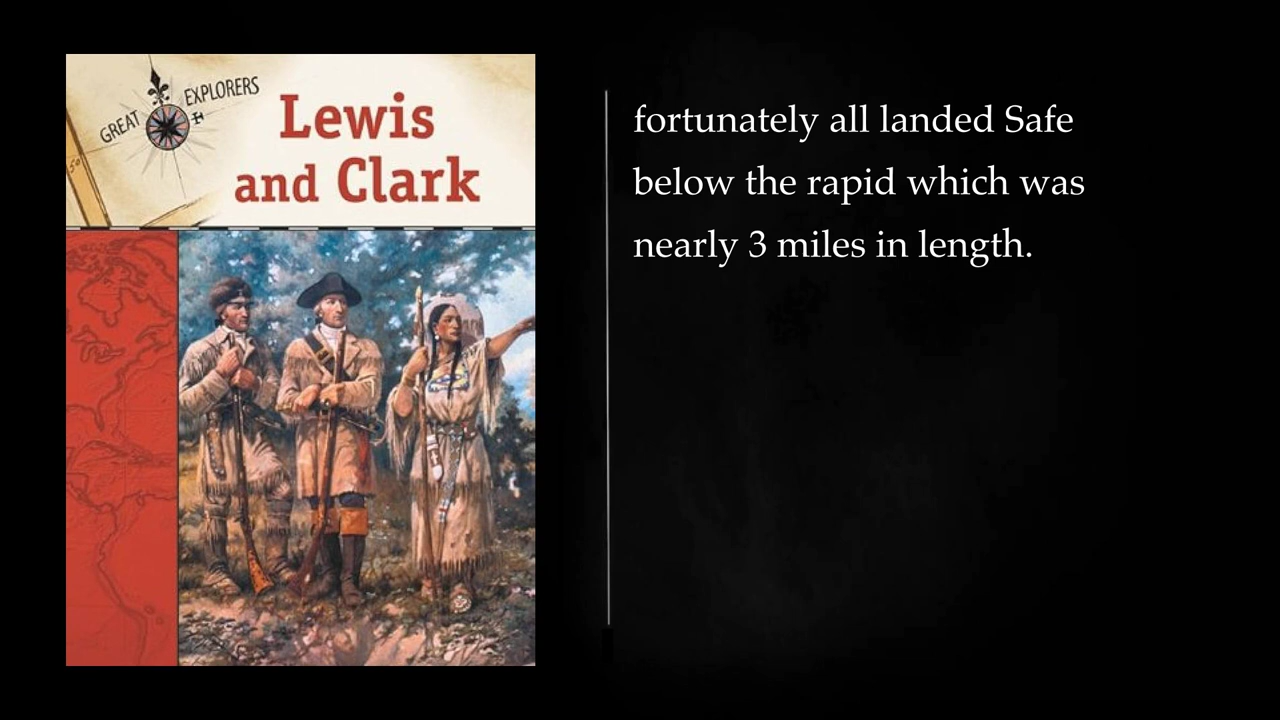 GREAT EXPLORERS
Lewis
and Clark
50
fortunately all landed Safe
below the rapid which was
nearly 3 miles in length.